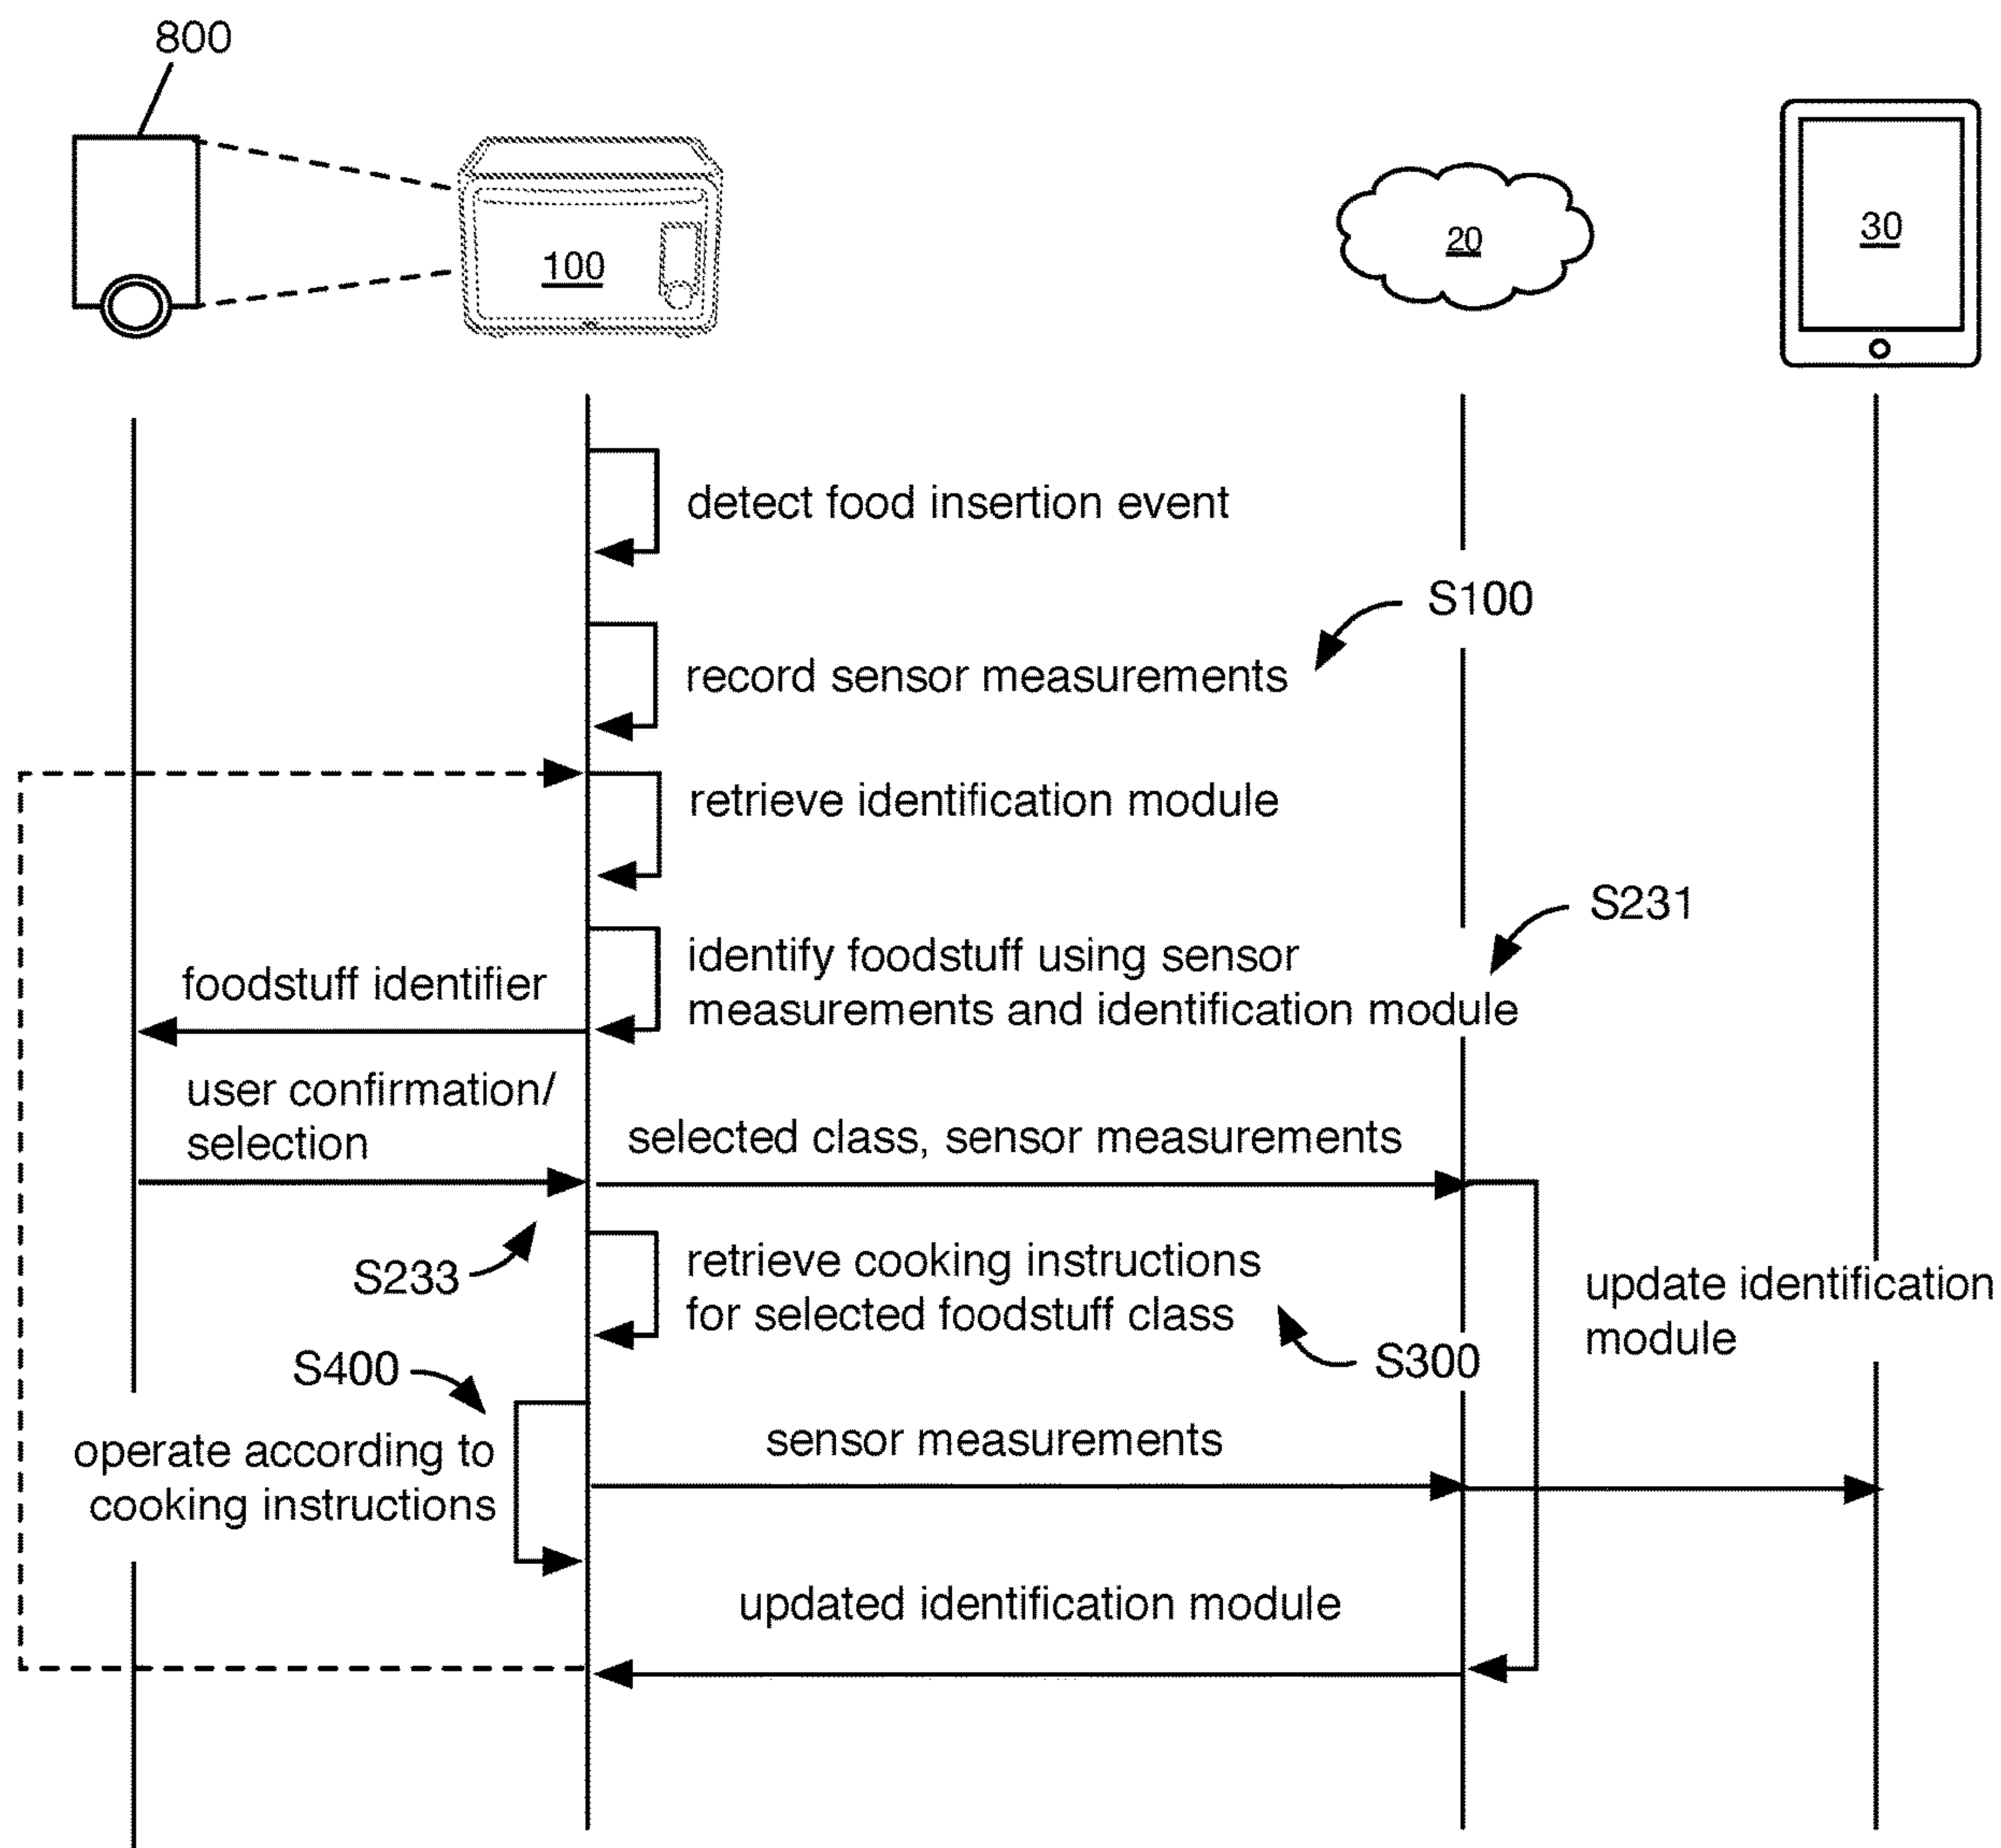 800
100
20
30
detect food insertion event
S100
record sensor measurements
retrieve identification module
S231
identify foodstuff using sensor
measurements and identification module
foodstuff identifier
user confirmation/
selection
selected class, sensor measurements
S233
retrieve cooking instructions
for selected foodstuff class
update identification
module
S300
S400
operate according to
cooking instructions
sensor measurements
updated identification module